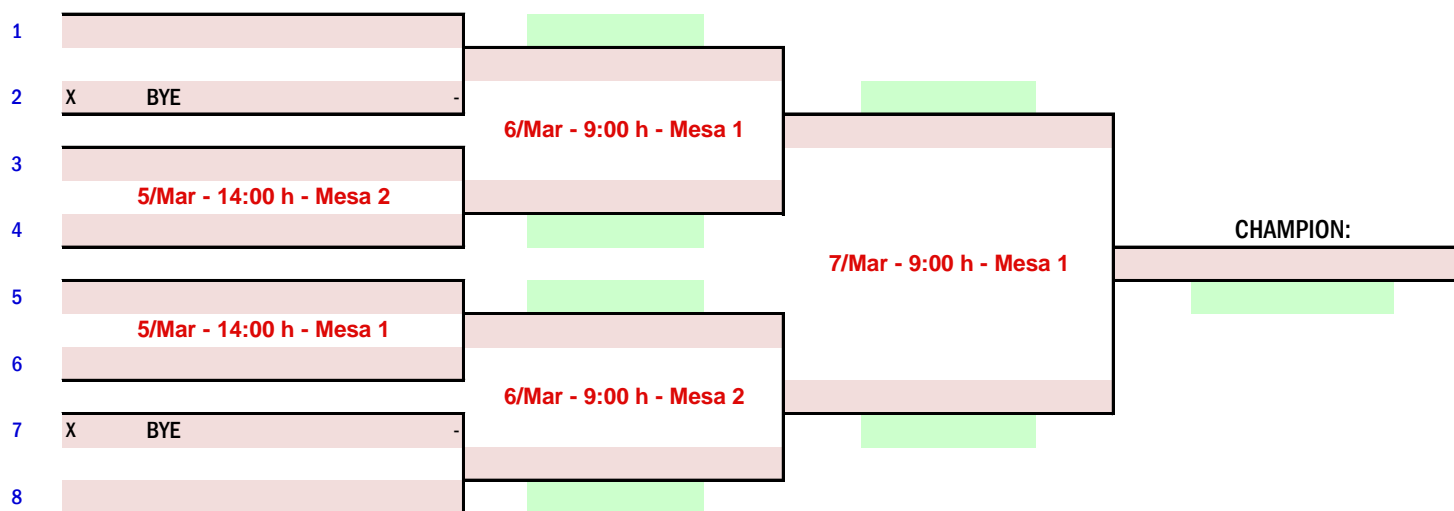 1
2 X BYE -
6/Mar - 9:00 h - Mesa 1
3
5/Mar - 14:00 h - Mesa 2
4
CHAMPION:
7/Mar - 9:00 h - Mesa 1
5
5/Mar - 14:00 h - Mesa 1
6
6/Mar - 9:00 h - Mesa 2
7 X BYE -
8